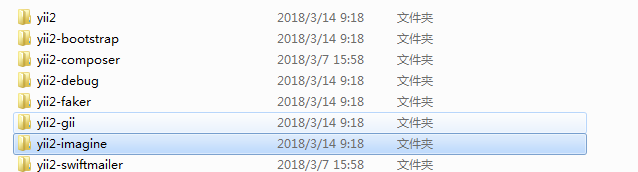 yii2 2018/3/14 9:18 文件夹
yii2-bootstrap 2018/3/14 9:18 文件夹
yii2-composer 2018/3/7 15:58 文件夹
yii2-debug 2018/3/14 9:18 文件夹
yii2-faker 2018/3/14 9:18 文件夹
yii2-gii 2018/3/14 9:18 文件夹
yii2-imagine 2018/3/14 9:18 文件夹
yii2-swiftmailer 2018/3/7 15:58 文件夹